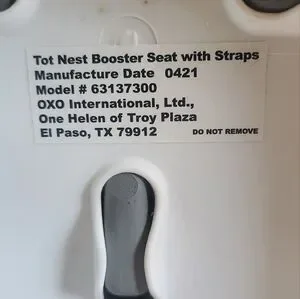 Tot Nest Booster Seat with Straps
Manufacture Date 0421
Model # 63137300
OXO International, Ltd.,
One Helen of Troy Plaza
El Paso, TX 79912 DO NOT REMOVE